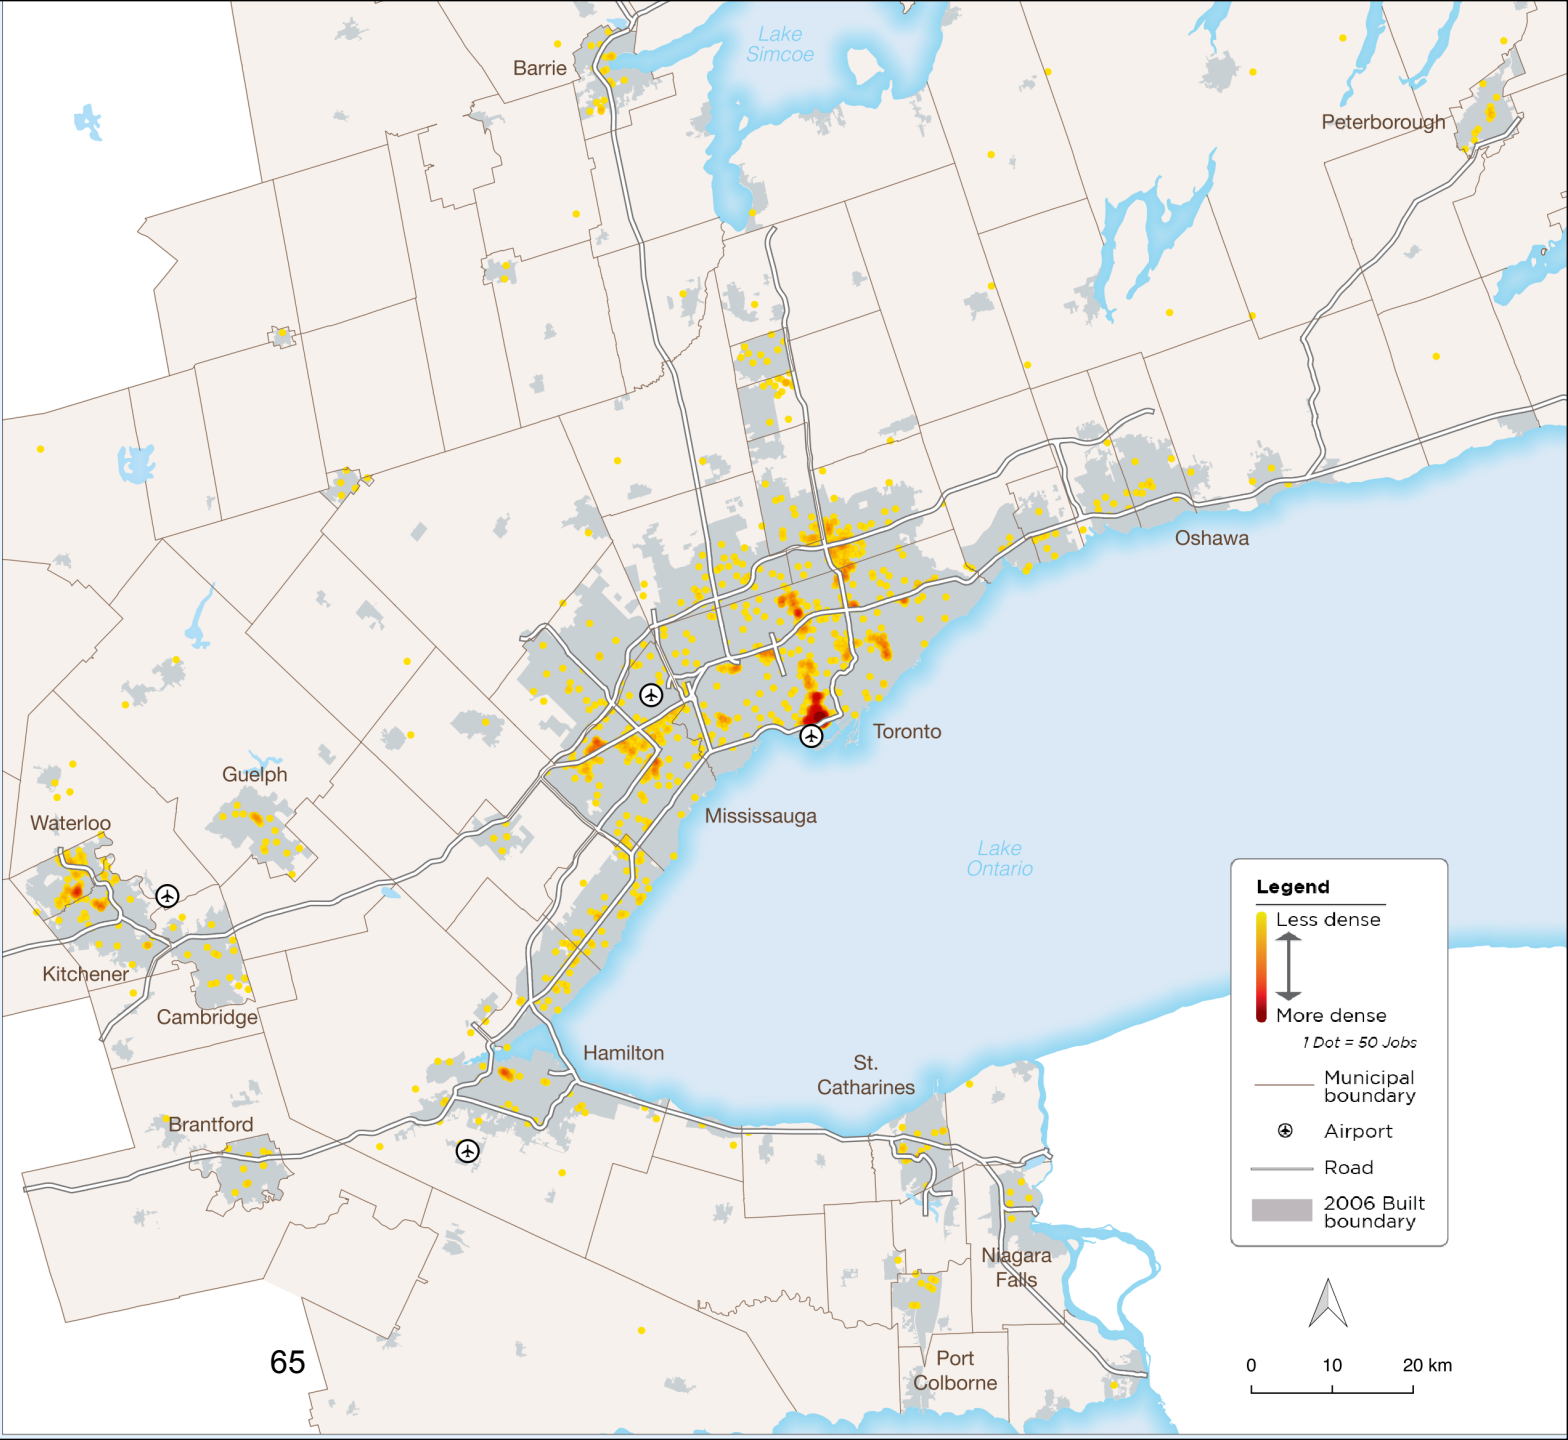 Lake
Simcoe
Barrie
Peterborough
Oshawa
Toronto
Guelph
Waterloo
Mississauga
Lake
Ontario
Kitchener
Cambridge
Hamilton
St.
Catharines
Brantford
Niagara
Falls
Port
Colborne
65
Legend
Less dense
More dense
1 Dot = 50 Jobs
Municipal
boundary
Airport
Road
2006 Built
boundary
0 10 20 km